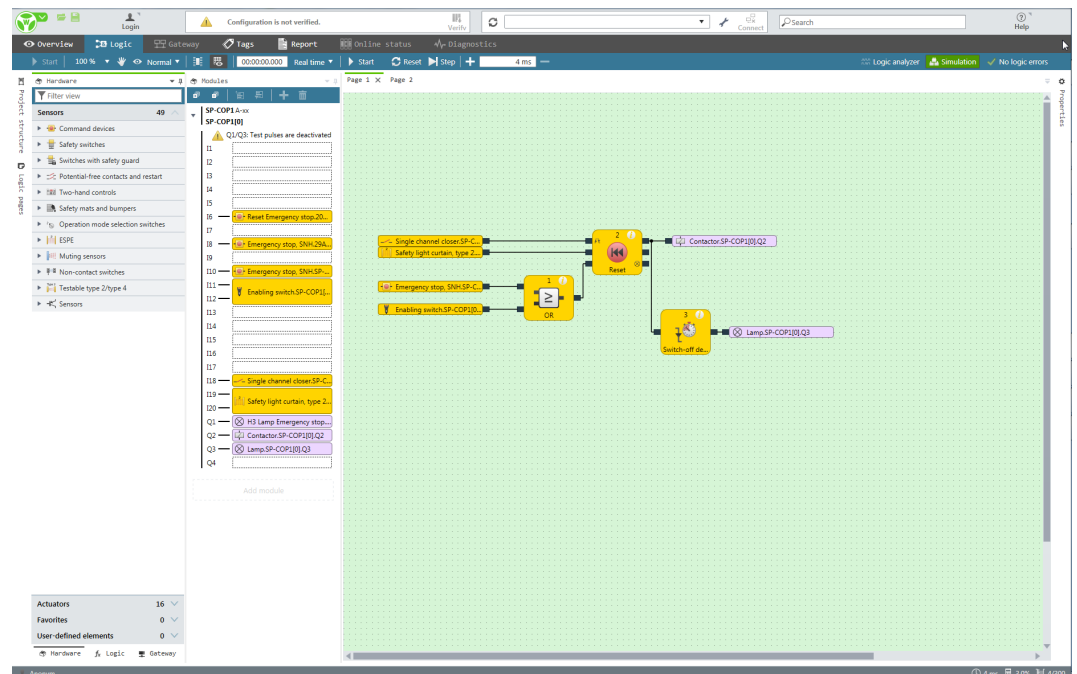 Login
Configuration is not verified.
Verify
Connect
Search
Help
Overview
Logic
Gateway
Tags
Report
Online status
Diagnostics
Start
100 %
Normal
00:00:00.000
Real time
Start
Reset
Step
4 ms
Logic analyzer
Simulation
No logic errors
Project structure
Logic pages
Hardware
Filter view
Sensors 49
Command devices
Safety switches
Switches with safety guard
Potential-free contacts and restart
Two-hand controls
Safety mats and bumpers
Operation mode selection switches
ESPE
Muting sensors
Non-contact switches
Testable type 2/type 4
Sensors
Actuators 16
Favorites 0
User-defined elements 0
Hardware
Logic
Gateway
Modules
SP-COP1 A-xx
SP-COP1[0]
Q1/Q3: Test pulses are deactivated
I1
I2
I3
I4
I5
I6 Reset Emergency stop.20...
I7
I8 Emergency stop, SNH.29A...
I9
I10 Emergency stop, SNH.SP-...
I11
Enabling switch.SP-COP1[...
I12
I13
I14
I15
I16
I17
I18 Single channel closer.SP-C...
I19
Safety light curtain, type 2...
I20
Q1 H3 Lamp Emergency stop....
Q2 Contactor.SP-COP1[0].Q2
Q3 Lamp.SP-COP1[0].Q3
Q4
Add module
Page 1
Page 2
Single channel closer.SP-C...
Safety light curtain, type 2...
Emergency stop, SNH.SP-C...
Enabling switch.SP-COP1[0...
1
≥
OR
2
Reset
Contactor.SP-COP1[0].Q2
3
Switch-off de...
Lamp.SP-COP1[0].Q3
Properties
4 ms
3.0%
4/300